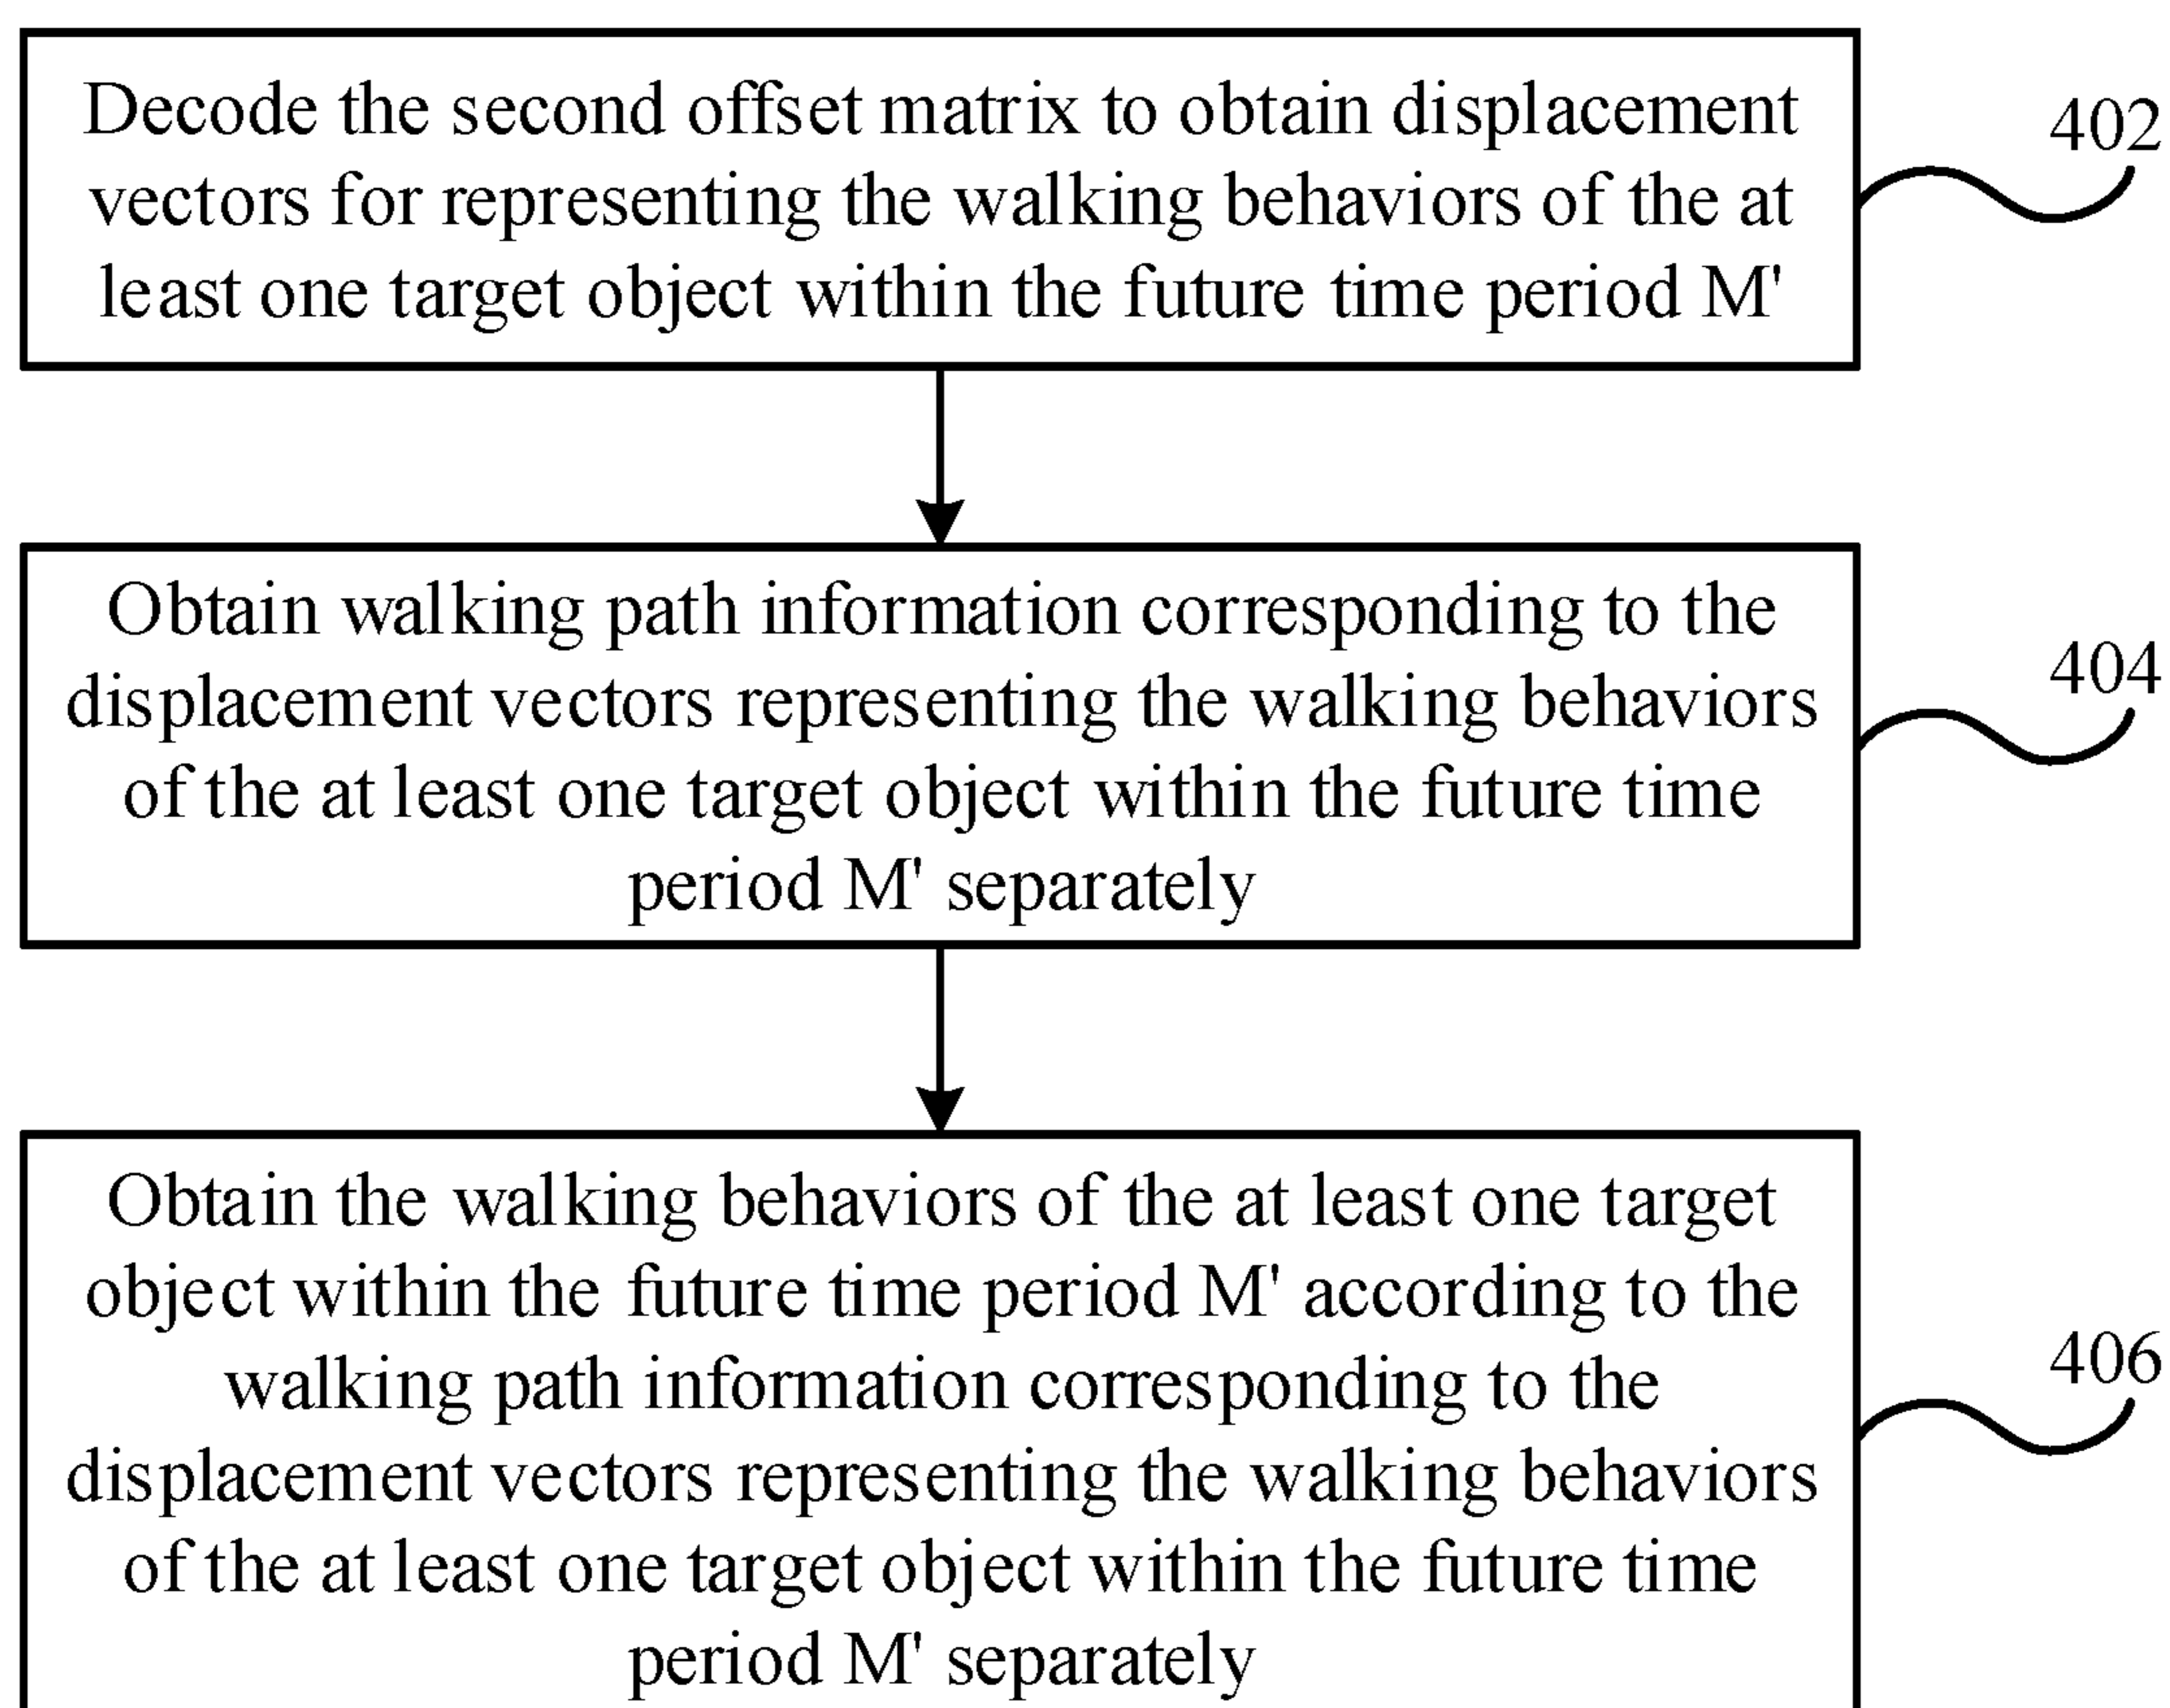 Decode the second offset matrix to obtain displacement
vectors for representing the walking behaviors of the at
least one target object within the future time period M'
402
Obtain walking path information corresponding to the
displacement vectors representing the walking behaviors
of the at least one target object within the future time
period M' separately
404
Obtain the walking behaviors of the at least one target
object within the future time period M' according to the
walking path information corresponding to the
displacement vectors representing the walking behaviors
of the at least one target object within the future time
period M' separately
406